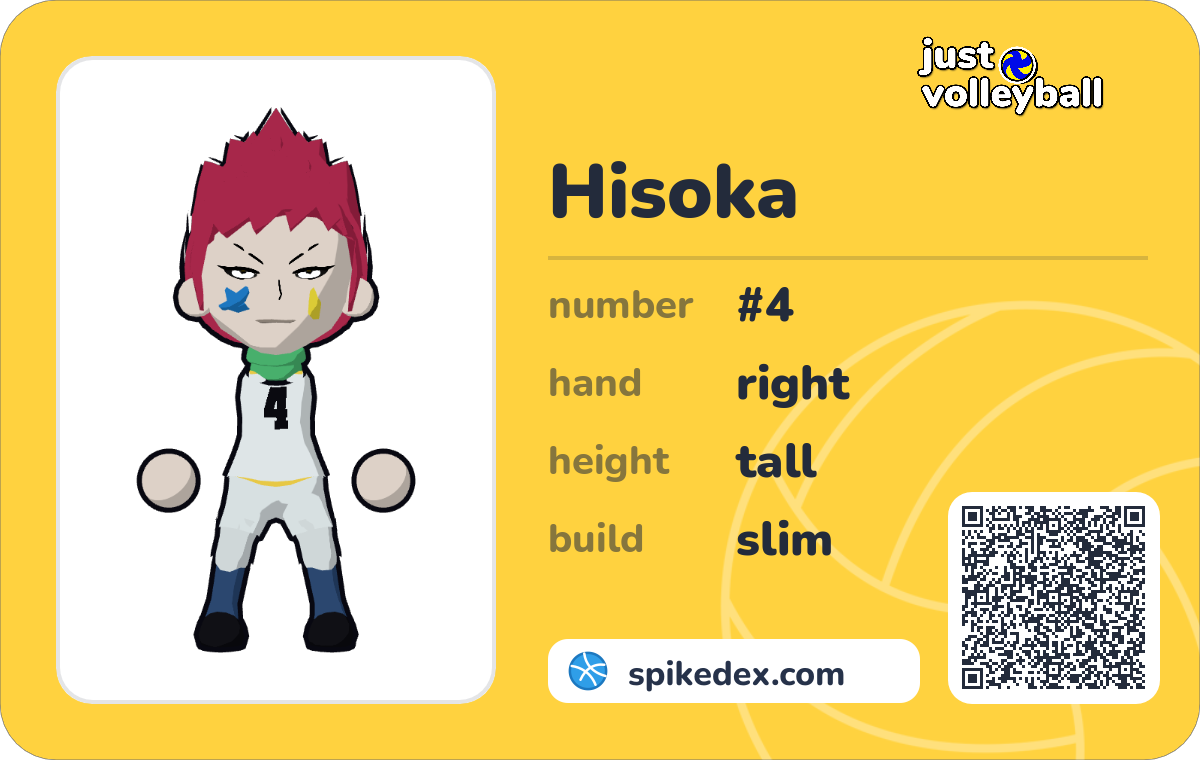 just
volleyball
Hisoka
number #4
hand right
height tall
build slim
4
spikedex.com